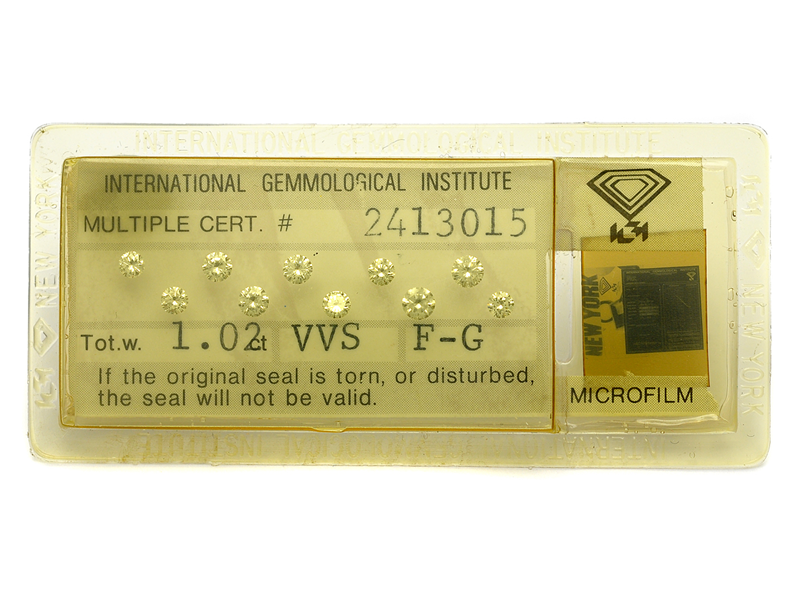 INTERNATIONAL GEMMOLOGICAL INSTITUTE
INTERNATIONAL GEMMOLOGICAL INSTITUTE
MULTIPLE CERT. # 2413015
Tot.w. 1.02ct VVS F-G
If the original seal is torn, or disturbed,
the seal will not be valid.
NEW YORK
MICROFILM
NEW YORK
NEW YORK